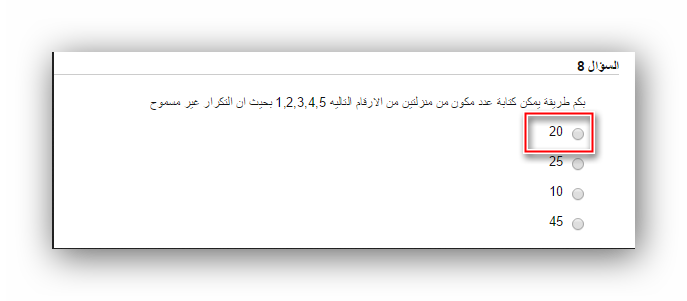 السؤال 8
بكم طريقة يمكن كتابة عدد مكون من منزلتين من الارقام التاليه 1,2,3,4,5 بحيث ان التكرار غير مسموح
20
25
10
45